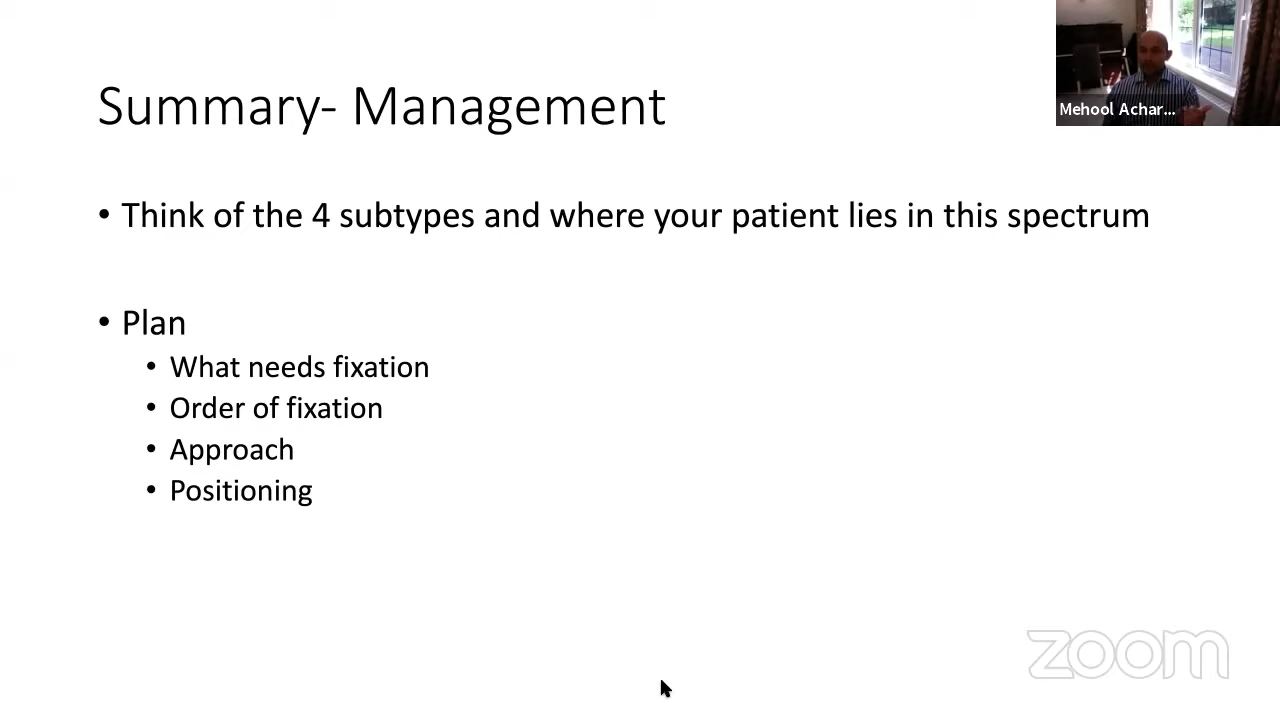 Summary- Management
Mehool Achar...
• Think of the 4 subtypes and where your patient lies in this spectrum
• Plan
• What needs fixation
• Order of fixation
• Approach
• Positioning
zoom